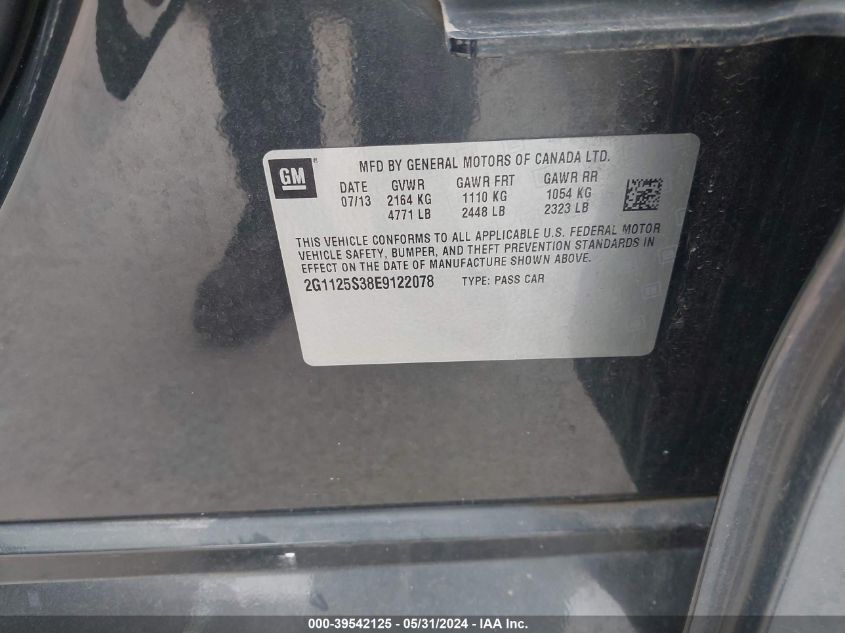 GM
MFD BY GENERAL MOTORS OF CANADA LTD.
DATE GVWR GAWR FRT GAWR RR
07/13 2164 KG 1110 KG 1054 KG
4771 LB 2448 LB 2323 LB
THIS VEHICLE CONFORMS TO ALL APPLICABLE U.S. FEDERAL MOTOR
VEHICLE SAFETY, BUMPER, AND THEFT PREVENTION STANDARDS IN
EFFECT ON THE DATE OF MANUFACTURE SHOWN ABOVE.
2G1125S38E9122078 TYPE: PASS CAR
000-39542125 - 05/31/2024 - IAA Inc.